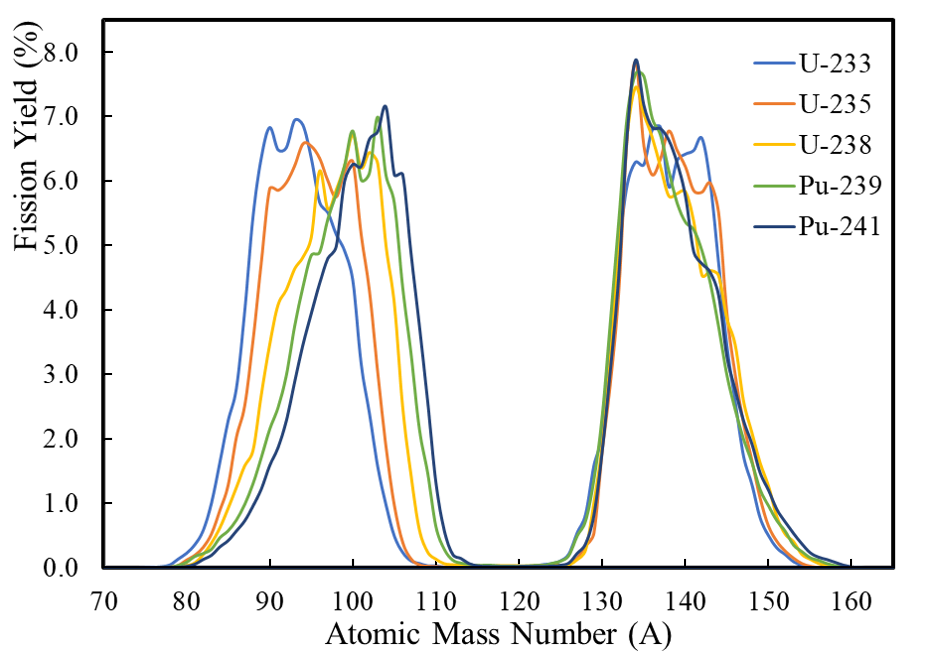 Fission Yield (%)
8.0
7.0
6.0
5.0
4.0
3.0
2.0
1.0
0.0
U-233
U-235
U-238
Pu-239
Pu-241
70 80 90 100 110 120 130 140 150 160
Atomic Mass Number (A)